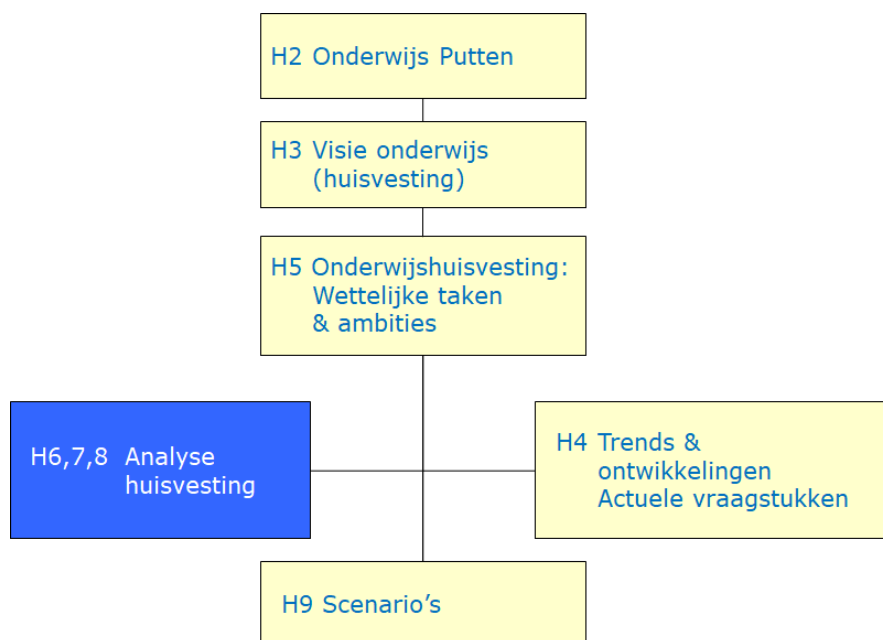 H2 Onderwijs Putten
H3 Visie onderwijs
(huisvesting)
H5 Onderwijshuisvesting:
Wettelijke taken
& ambities
H6,7,8 Analyse
huisvesting
H4 Trends &
ontwikkelingen
Actuele vraagstukken
H9 Scenario's